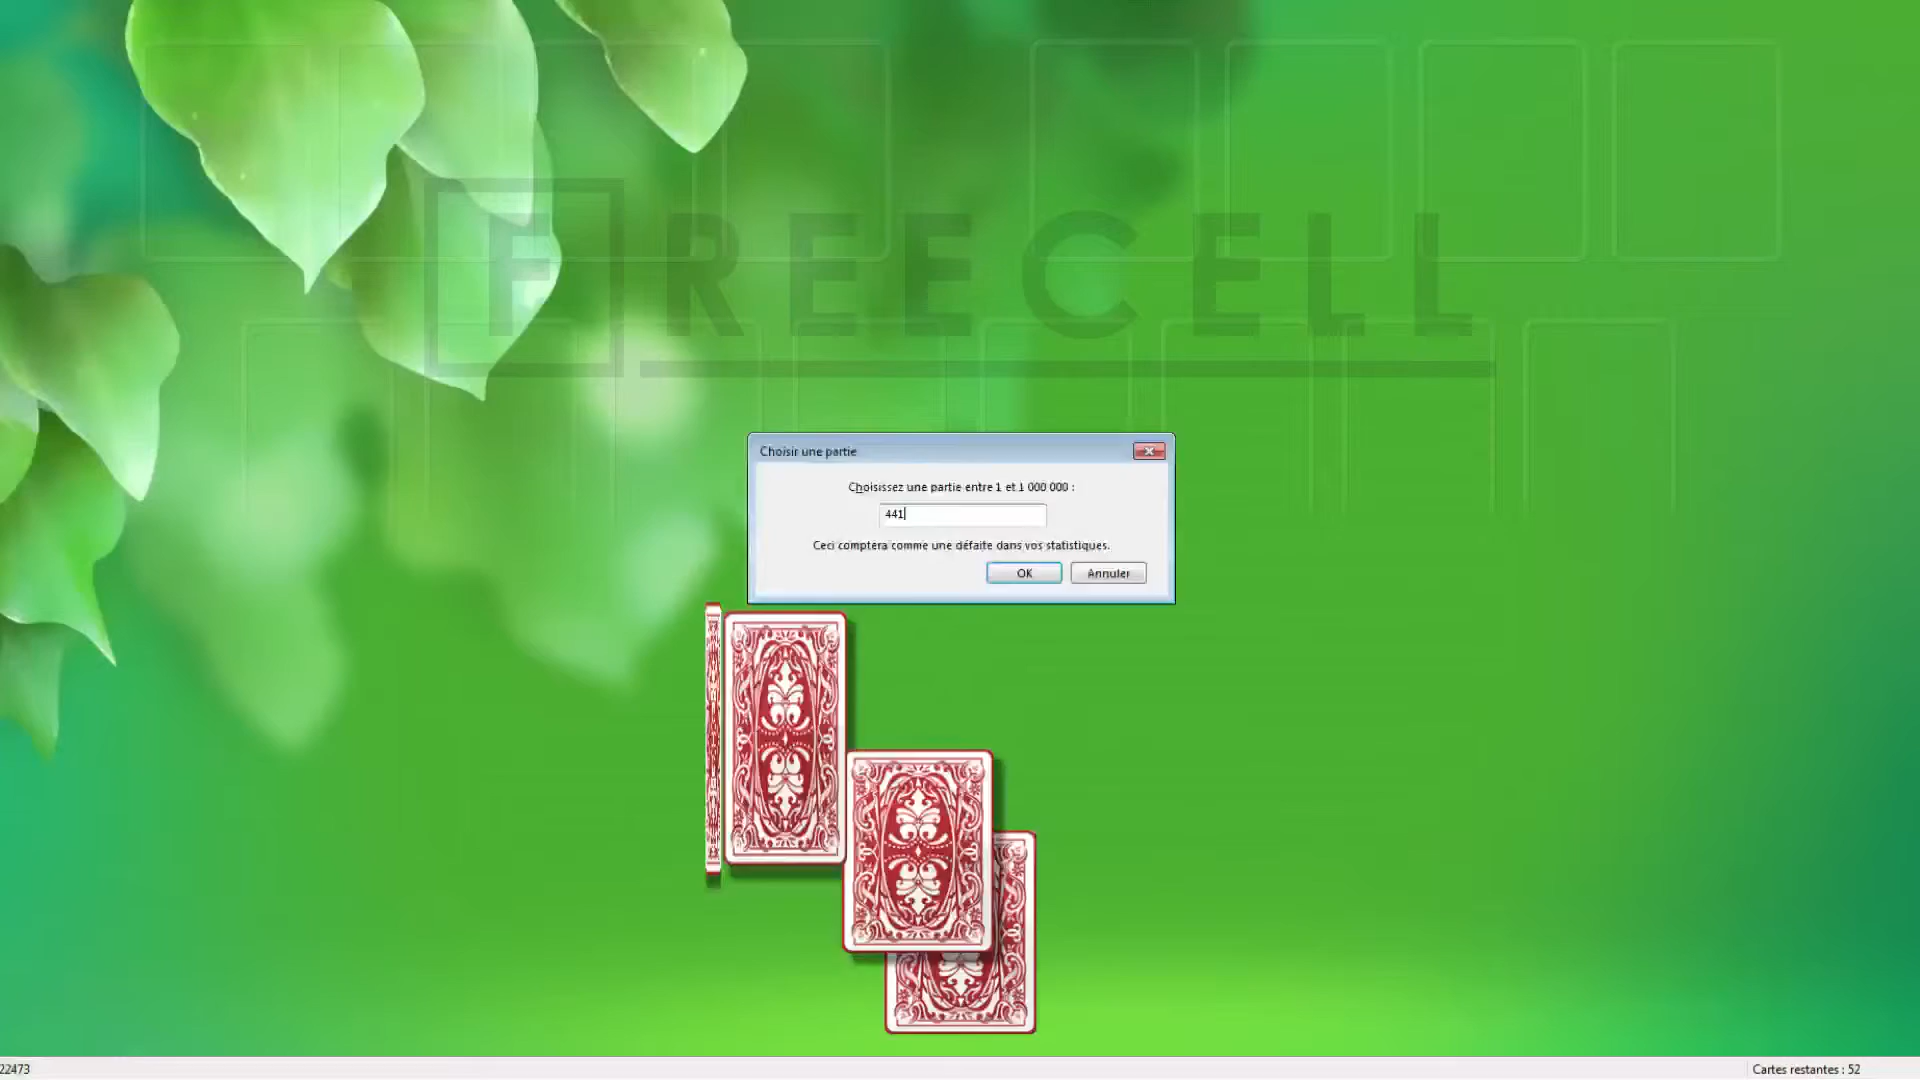 FREECELL
Choisir une partie
Choisissez une partie entre 1 et 1 000 000 :
441
Ceci comptera comme une défaite dans vos statistiques.
OK
Annuler
22473
Cartes restantes : 52